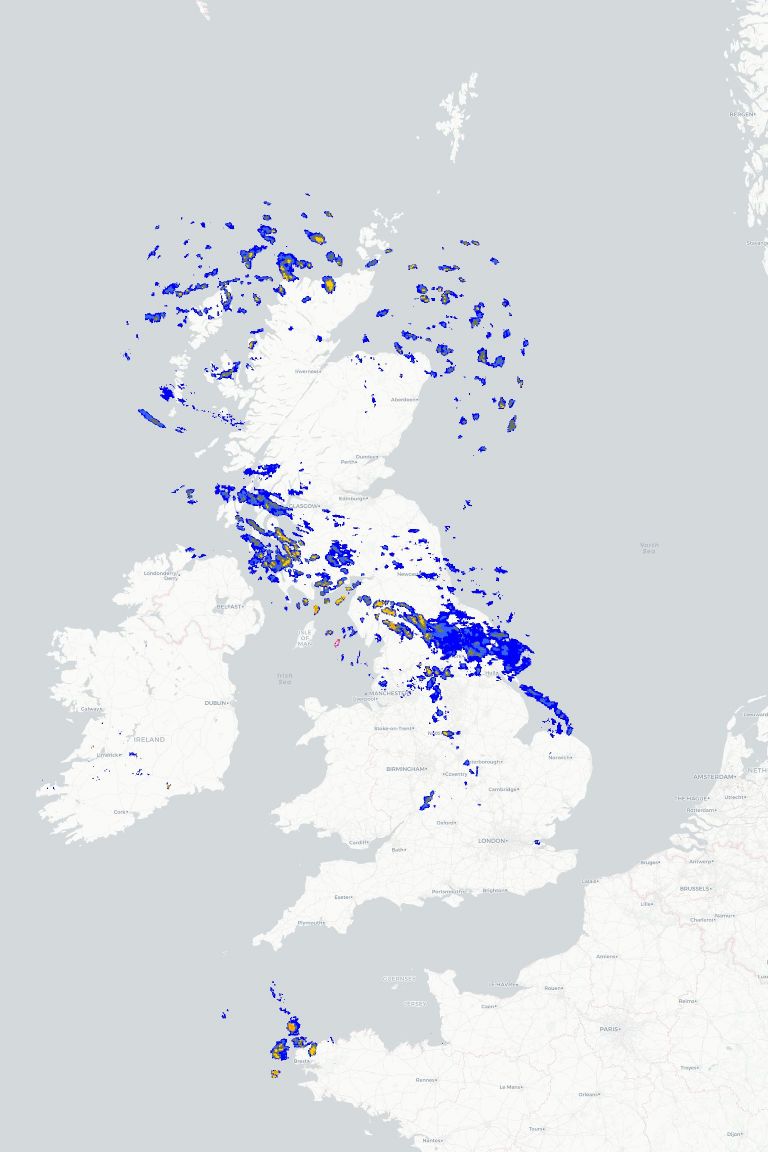 BERGEN
Stavanger
Inverness
Aberdeen
Dundee
Perth
GLASGOW
Edinburgh
North
Sea
Londonderry/
Derry
Newcastle
BELFAST
ISLE
OF
MAN
Irish
Sea
Hull
MANCHESTER
Liverpool
DUBLIN
Galway
IRELAND
Stoke-on-Trent
Limerick
Norwich
BIRMINGHAM
Coventry
AMSTERDAM
Cambridge
THE HAGUE
Utrecht
Rotterdam
Cork
Oxford
LONDON
Cardiff
Bath
Bruges
Antwerp
Calais
BRUSSELS
Exeter
Portsmouth
Brighton
Lille
Namur
Charleroi
Plymouth
Amiens
GUERNSEY
LE HAVRE
Rouen
JERSEY
Caen
Reims
PARIS
Brest
Troyes
Rennes
Le Mans
Orléans
Tours
Dijon
Nantes